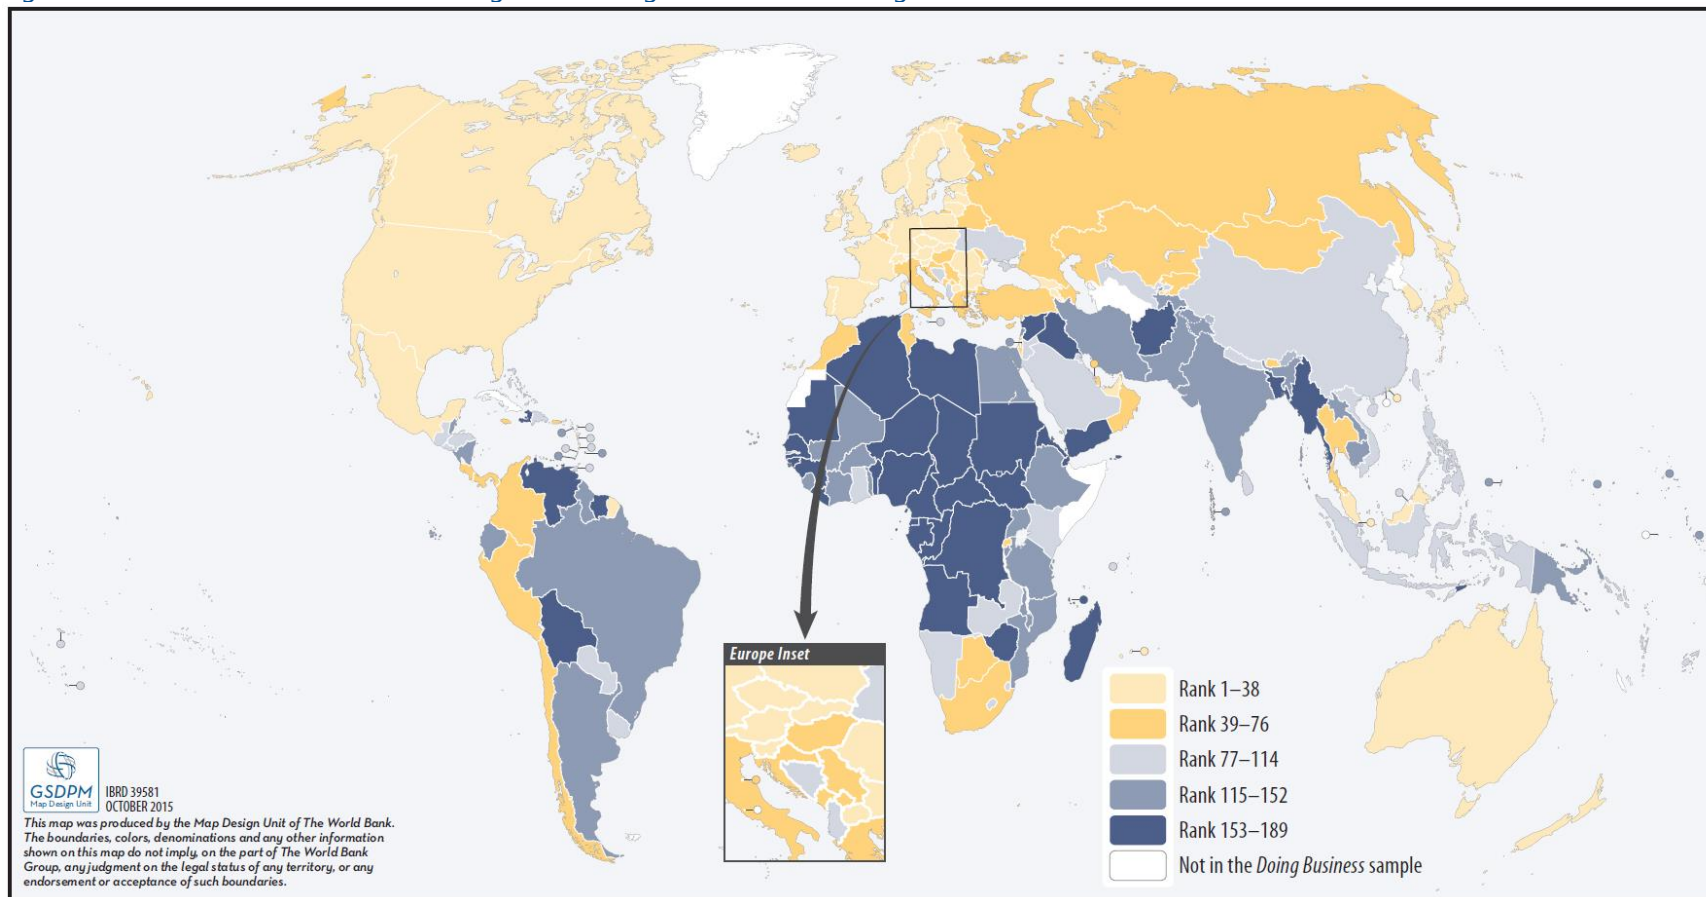 Europe Inset
Rank 1–38
Rank 39–76
Rank 77–114
Rank 115–152
Rank 153–189
Not in the Doing Business sample
GSDPM
Map Design Unit
IBRD 39581
OCTOBER 2015
This map was produced by the Map Design Unit of The World Bank.
The boundaries, colors, denominations and any other information
shown on this map do not imply, on the part of The World Bank
Group, any judgment on the legal status of any territory, or any
endorsement or acceptance of such boundaries.